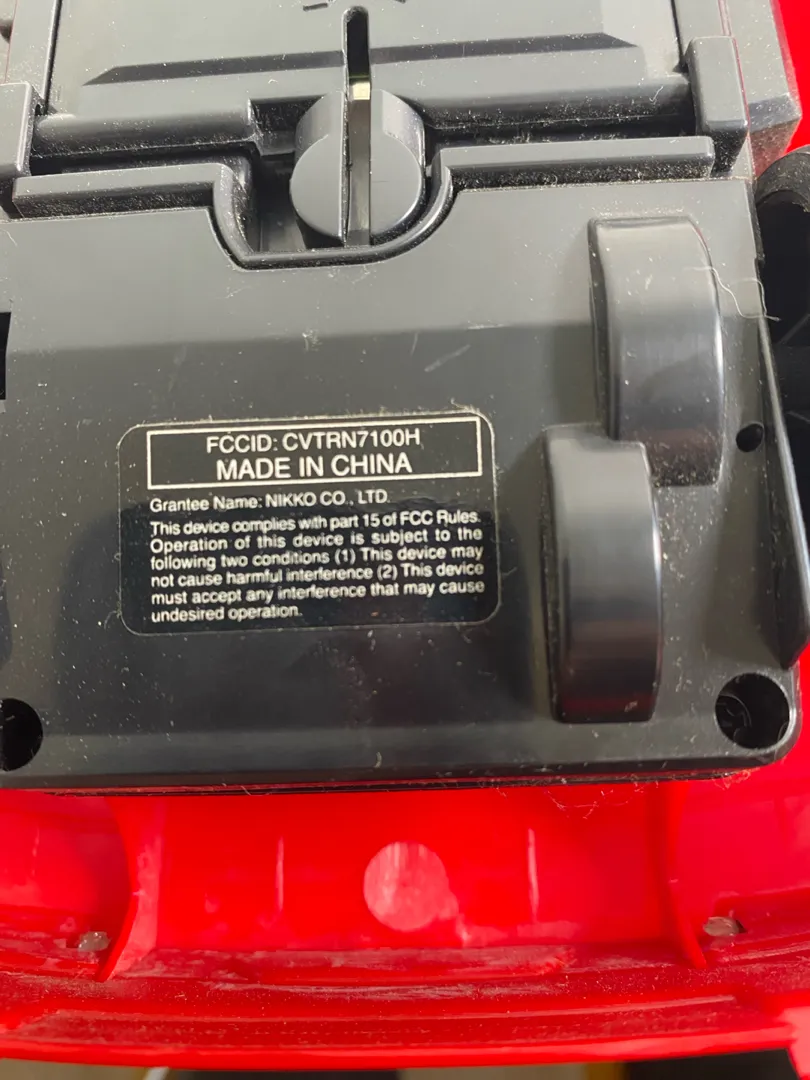 FCCID: CVTRN7100H
MADE IN CHINA
Grantee Name: NIKKO CO., LTD.
This device complies with part 15 of FCC Rules.
Operation of this device is subject to the
following two conditions (1) This device may
not cause harmful interference (2) This device
must accept any interference that may cause
undesired operation.